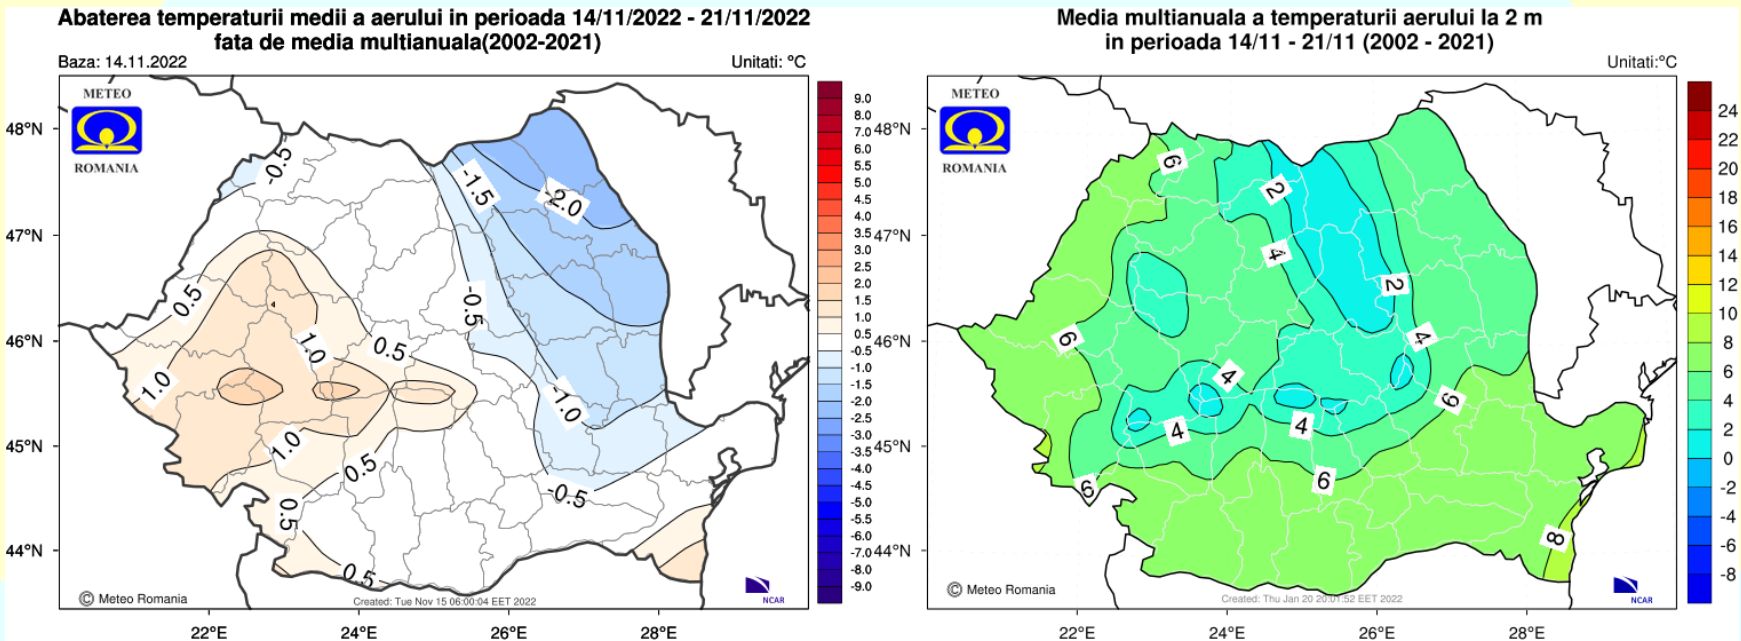 Abaterea temperaturii medii a aerului in perioada 14/11/2022 - 21/11/2022
fata de media multianuala(2002-2021)
Baza: 14.11.2022
Unitati: °C
METEO
ROMANIA
48°N
47°N
46°N
45°N
44°N
22°E
24°E
26°E
28°E
-0.5
-1.5
-2.0
0.5
-0.5
1.0
0.5
1.0
-1.0
1.0
0.5
-0.5
0.5
0.5
© Meteo Romania
Created: Tue Nov 15 06:00:04 EET 2022
NCAR
9.0
8.0
7.0
6.0
5.5
5.0
4.5
4.0
3.5
3.0
2.5
2.0
1.5
1.0
0.5
-0.5
-1.0
-1.5
-2.0
-2.5
-3.0
-3.5
-4.0
-4.5
-5.0
-5.5
-6.0
-7.0
-8.0
-9.0
Media multianuala a temperaturii aerului la 2 m
in perioada 14/11 - 21/11 (2002 - 2021)
Unitati:°C
METEO
ROMANIA
48°N
47°N
46°N
45°N
44°N
22°E
24°E
26°E
28°E
6
2
4
2
6
4
4
6
4
4
6
6
8
© Meteo Romania
Created: Thu Jan 20 20:01:52 EET 2022
NCAR
24
22
20
18
16
14
12
10
8
6
4
2
0
-2
-4
-6
-8